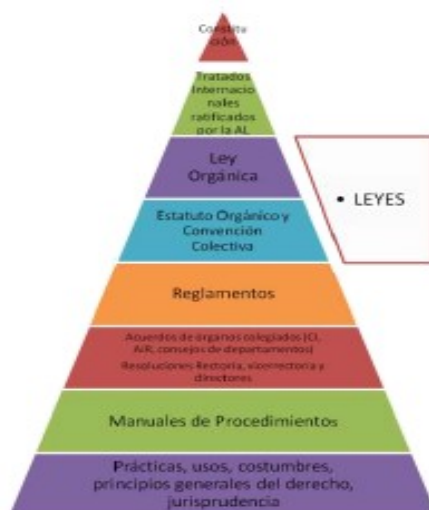 Constitu
ción
Tratados
Internacio
nales
ratificados
por la AL
Ley
Orgánica
• LEYES
Estatuto Orgánico y
Convención
Colectiva
Reglamentos
Acuerdos de órganos colegiados (CI,
AIR, consejos de departamentos)
Resoluciones Rectoría, vicerrectoría y
directores
Manuales de Procedimientos
Prácticas, usos, costumbres,
principios generales del derecho,
jurisprudencia